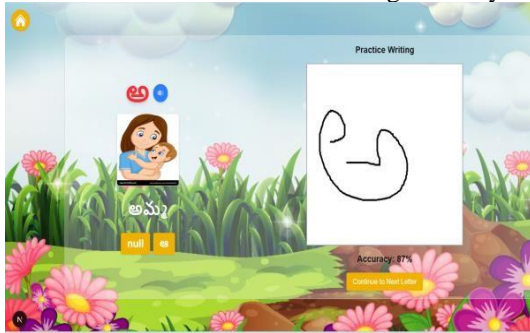 Practice Writing
అ
అమ్మ
null
Accuracy: 87%
Continue to Next Letter
N